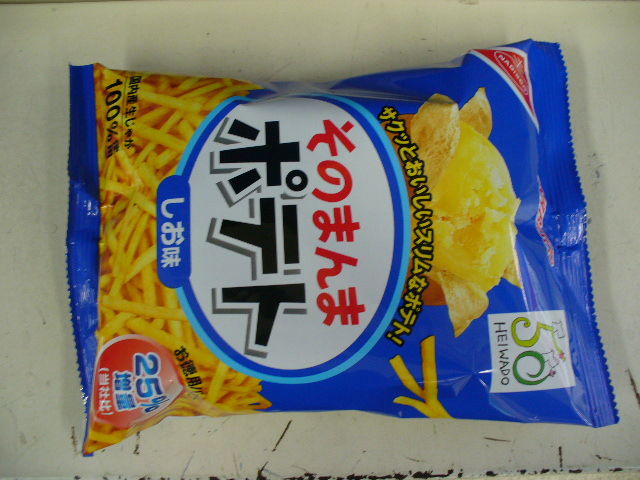 NABISCO
サクッとおいしいスリムなポテト!
そのまんま
ポテト
しお味
国内産 生じゃが
100%使用
お徳用
25%
増量
(当社比)
50
HEIWADO